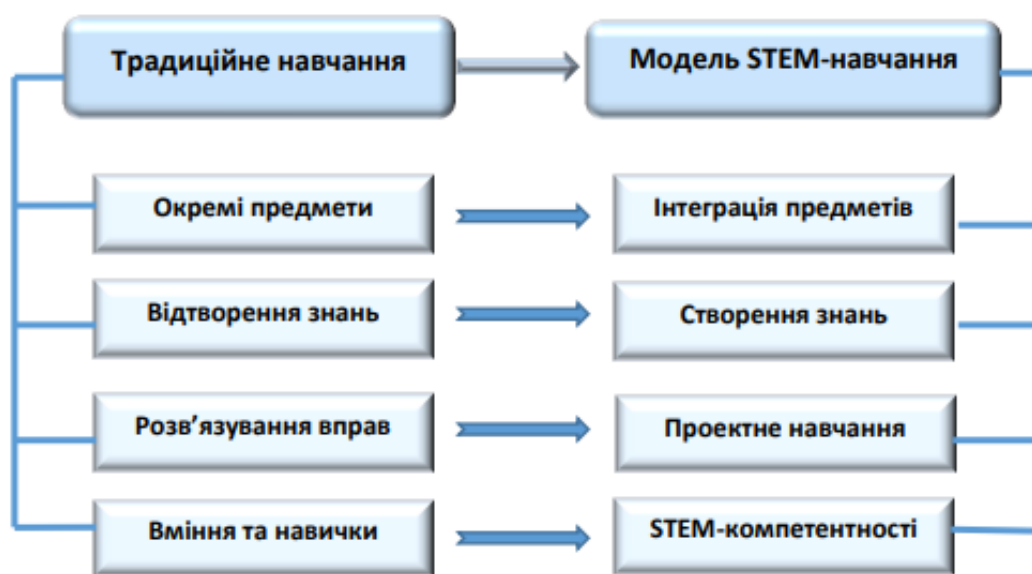 Традиційне навчання
Модель STEM-навчання
Окремі предмети
Інтеграція предметів
Відтворення знань
Створення знань
Розв’язування вправ
Проектне навчання
Вміння та навички
STEM-компетентності